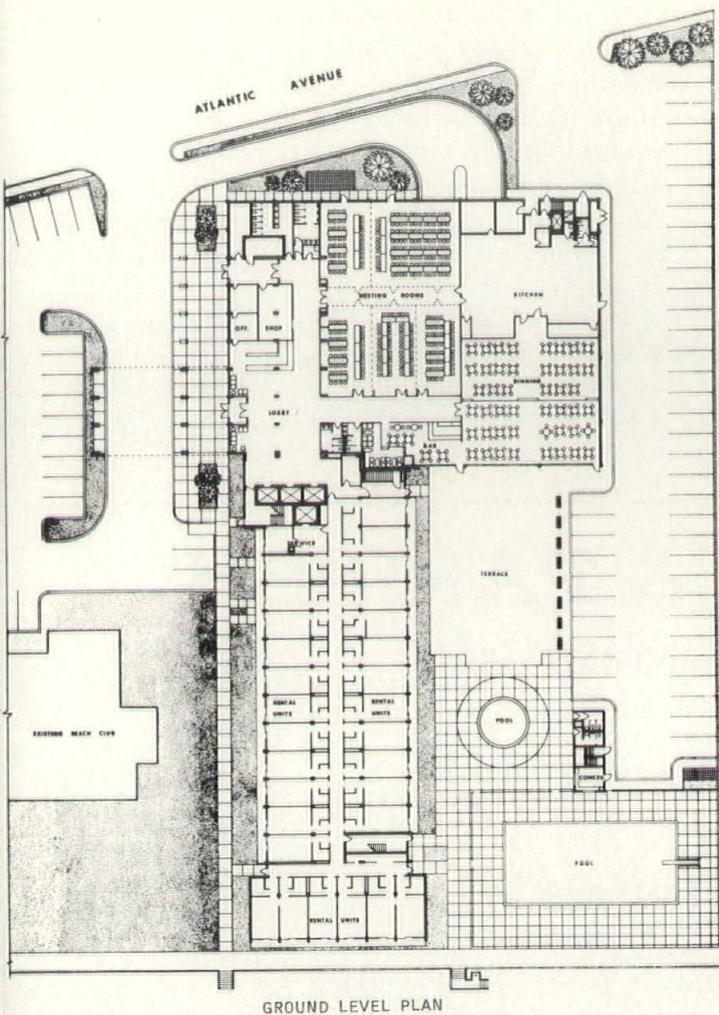 ATLANTIC AVENUE
MEETING ROOMS
KITCHEN
OFF. SHOP
DINNING
LOBBY
BAR
SERVICE
TERRACE
RENTAL UNITS
RENTAL UNITS
POOL
EXISTING BEACH CLUB
CONCES
POOL
RENTAL UNITS
GROUND LEVEL PLAN